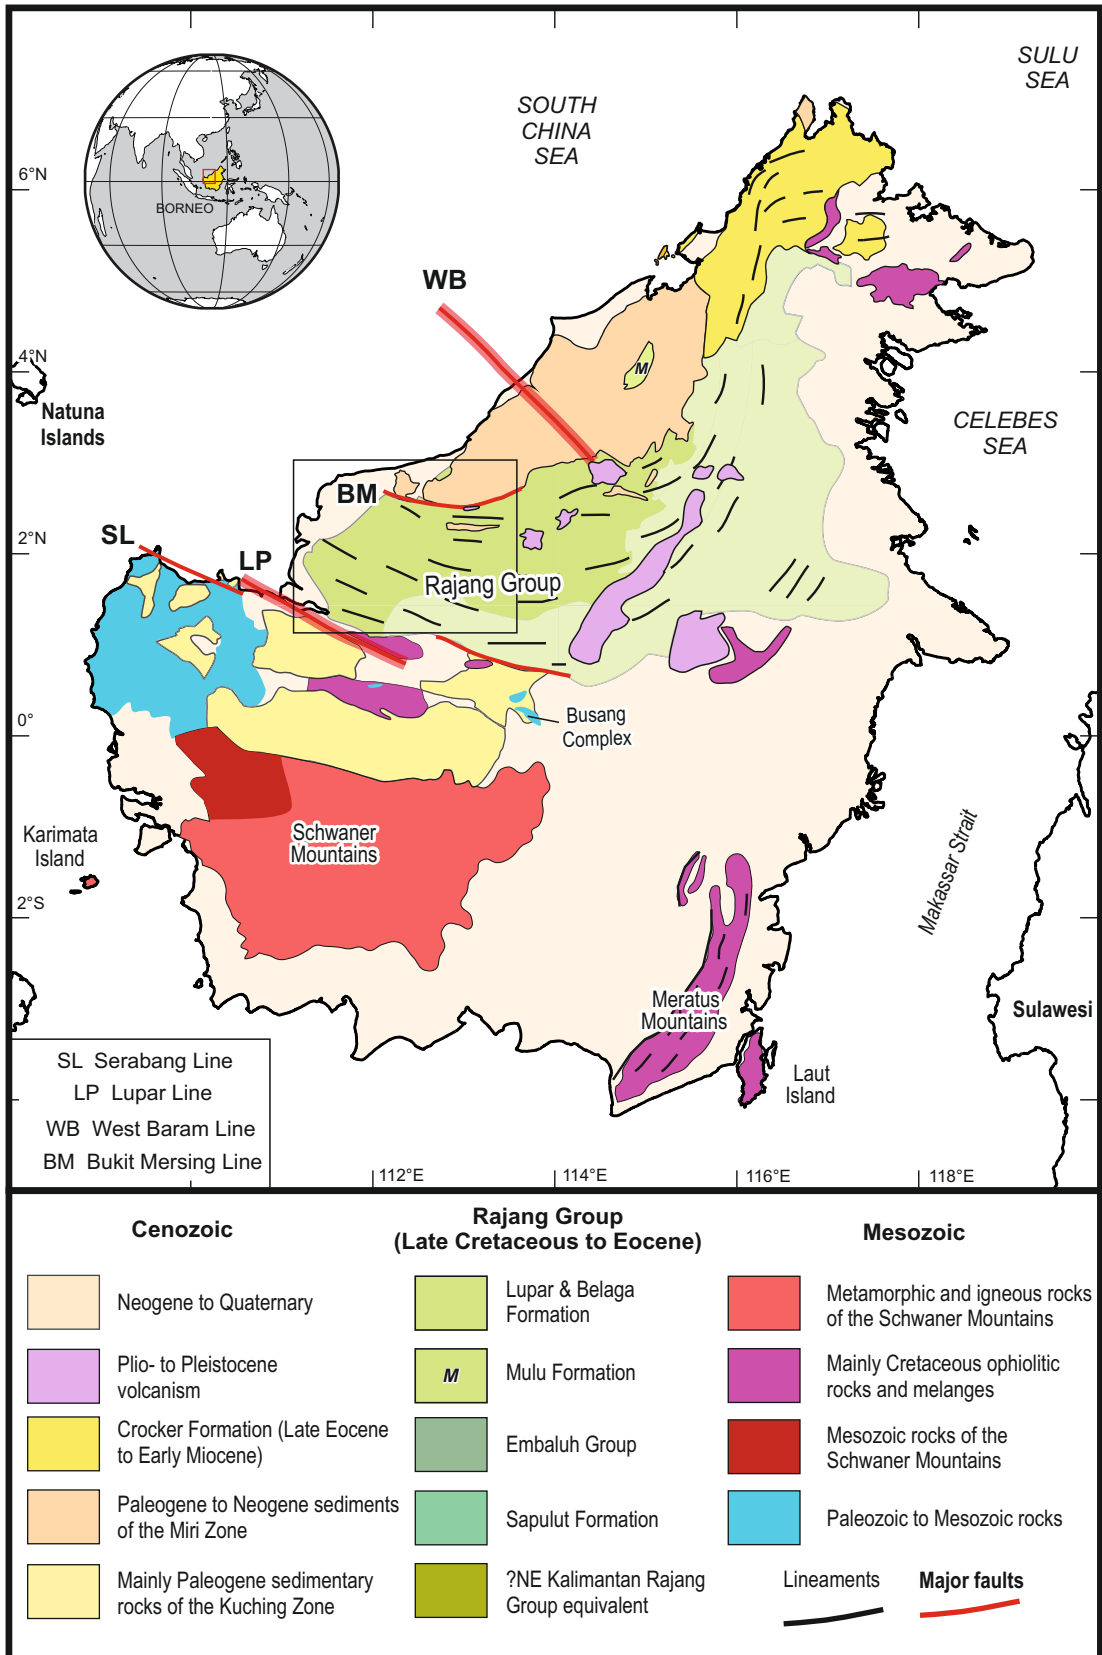 SULU
SEA
SOUTH
CHINA
SEA
6°N
BORNEO
WB
4°N
M
Natuna
Islands
CELEBES
SEA
BM
2°N
SL
LP
Rajang Group
0°
Busang
Complex
Karimata
Island
Schwaner
Mountains
Makassar Strait
2°S
Meratus
Mountains
Sulawesi
Laut
Island
SL Serabang Line
LP Lupar Line
WB West Baram Line
BM Bukit Mersing Line
112°E
114°E
116°E
118°E
Cenozoic
Neogene to Quaternary
Plio- to Pleistocene
volcanism
Crocker Formation (Late Eocene
to Early Miocene)
Paleogene to Neogene sediments
of the Miri Zone
Mainly Paleogene sedimentary
rocks of the Kuching Zone
Rajang Group
(Late Cretaceous to Eocene)
Lupar & Belaga
Formation
M
Mulu Formation
Embaluh Group
Sapulut Formation
?NE Kalimantan Rajang
Group equivalent
Mesozoic
Metamorphic and igneous rocks
of the Schwaner Mountains
Mainly Cretaceous ophiolitic
rocks and melanges
Mesozoic rocks of the
Schwaner Mountains
Paleozoic to Mesozoic rocks
Lineaments
Major faults